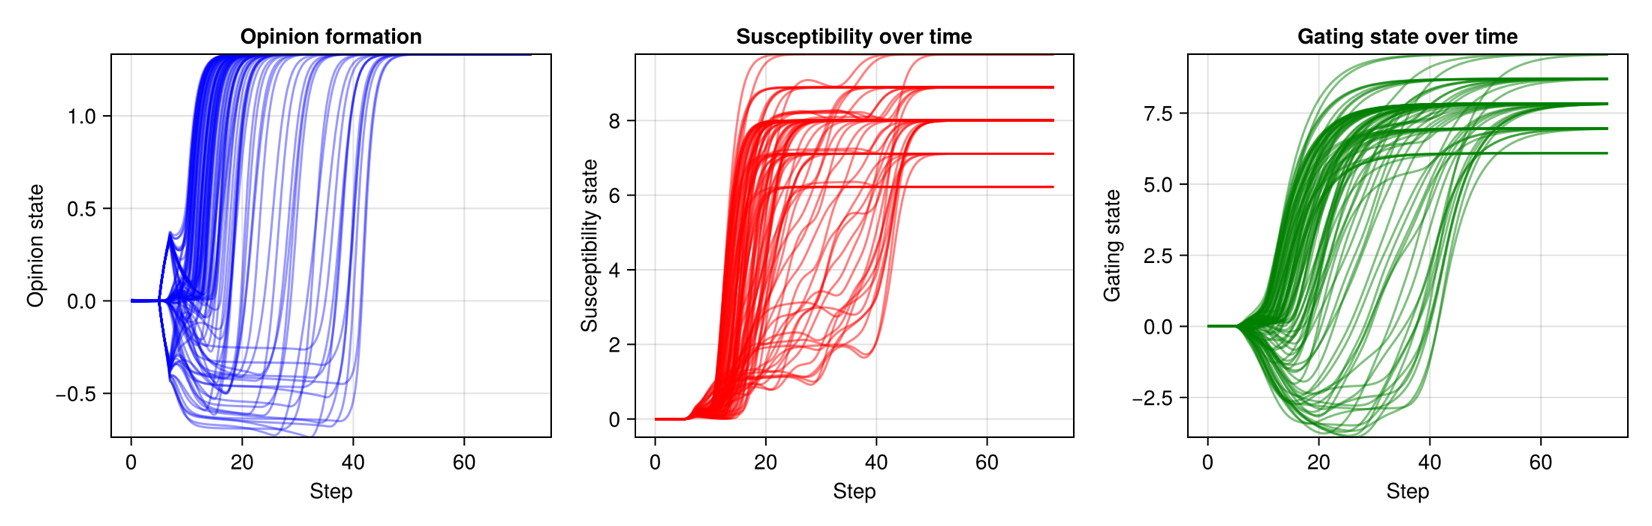 Opinion formation
Opinion state
1.0
0.5
0.0
−0.5
0 20 40 60
Step
Susceptibility over time
Susceptibility state
8
6
4
2
0
0 20 40 60
Step
Gating state over time
Gating state
7.5
5.0
2.5
0.0
−2.5
0 20 40 60
Step